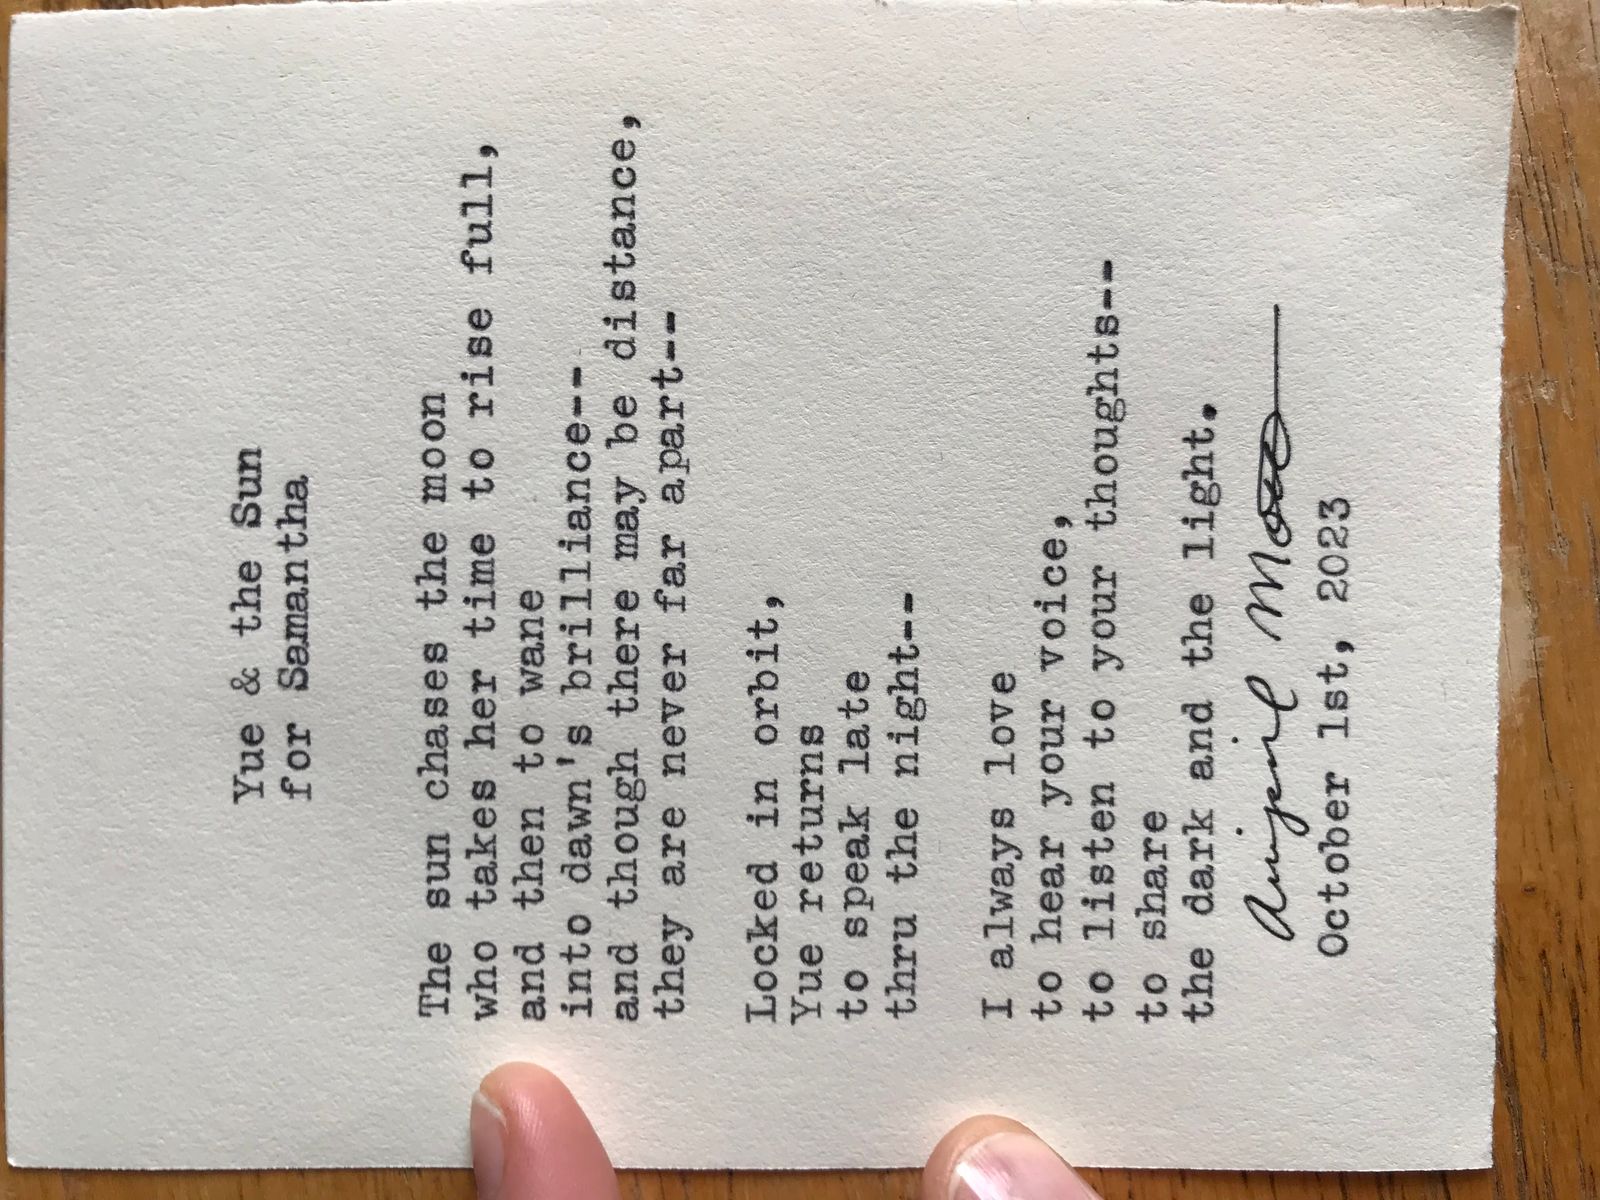 Yue & the Sun
for Samantha
The sun chases the moon
who takes her time to rise full,
and then to wane
into dawn's brilliance--
and though there may be distance,
they are never far apart--
Locked in orbit,
Yue returns
to speak late
thru the night--
I always love
to hear your voice,
to listen to your thoughts--
to share
the dark and the light.
October 1st, 2023